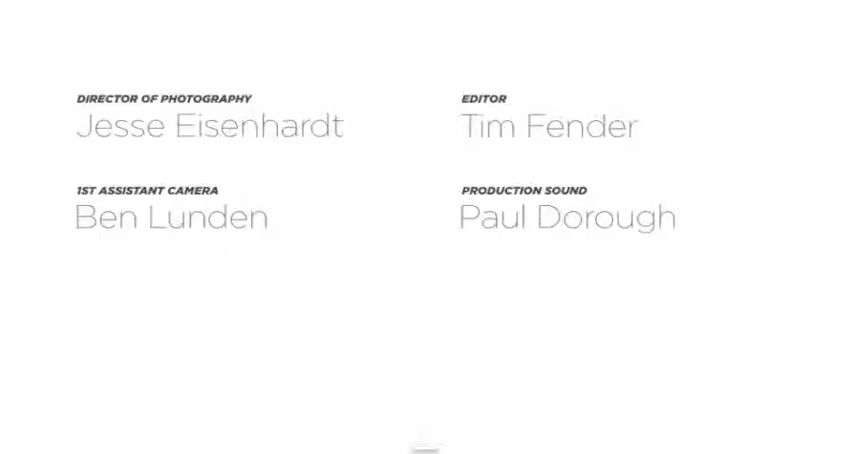 DIRECTOR OF PHOTOGRAPHY
Jesse Eisenhardt
EDITOR
Tim Fender
1ST ASSISTANT CAMERA
Ben Lunden
PRODUCTION SOUND
Paul Dorough